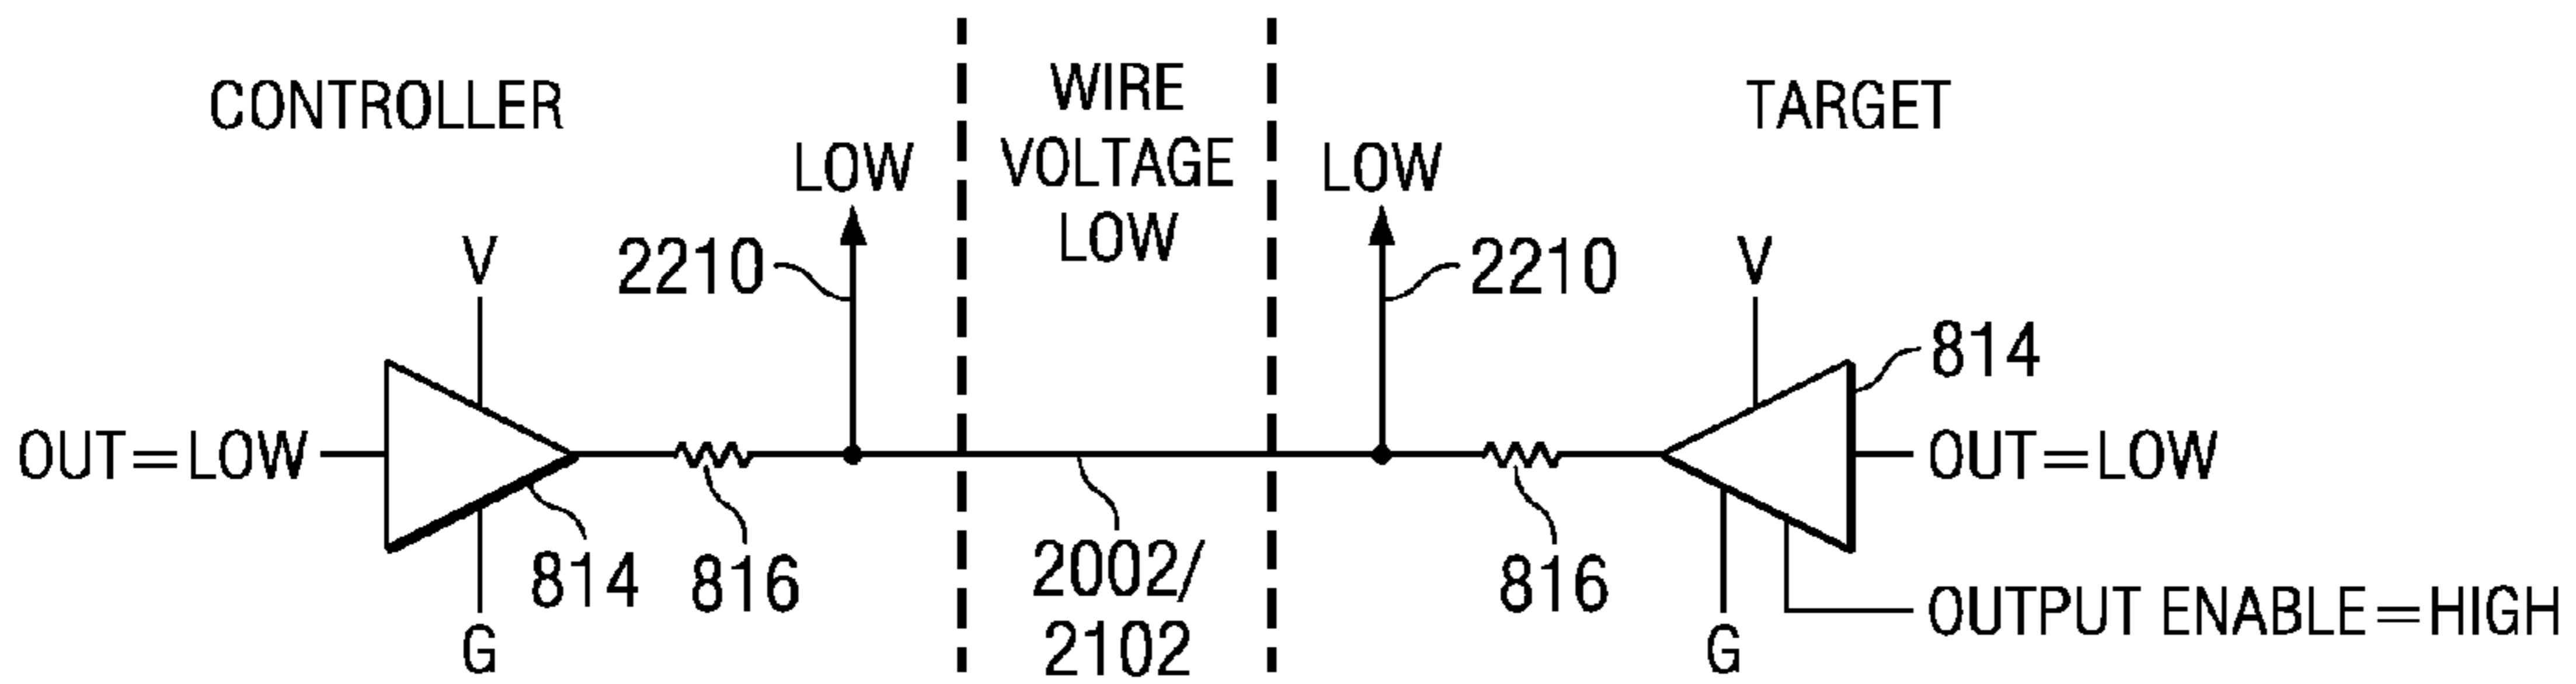 CONTROLLER
WIRE
VOLTAGE
LOW
TARGET
LOW
LOW
V
2210
2210
V
814
OUT=LOW
OUT=LOW
814
816
2002/
2102
816
OUTPUT ENABLE=HIGH
G
G